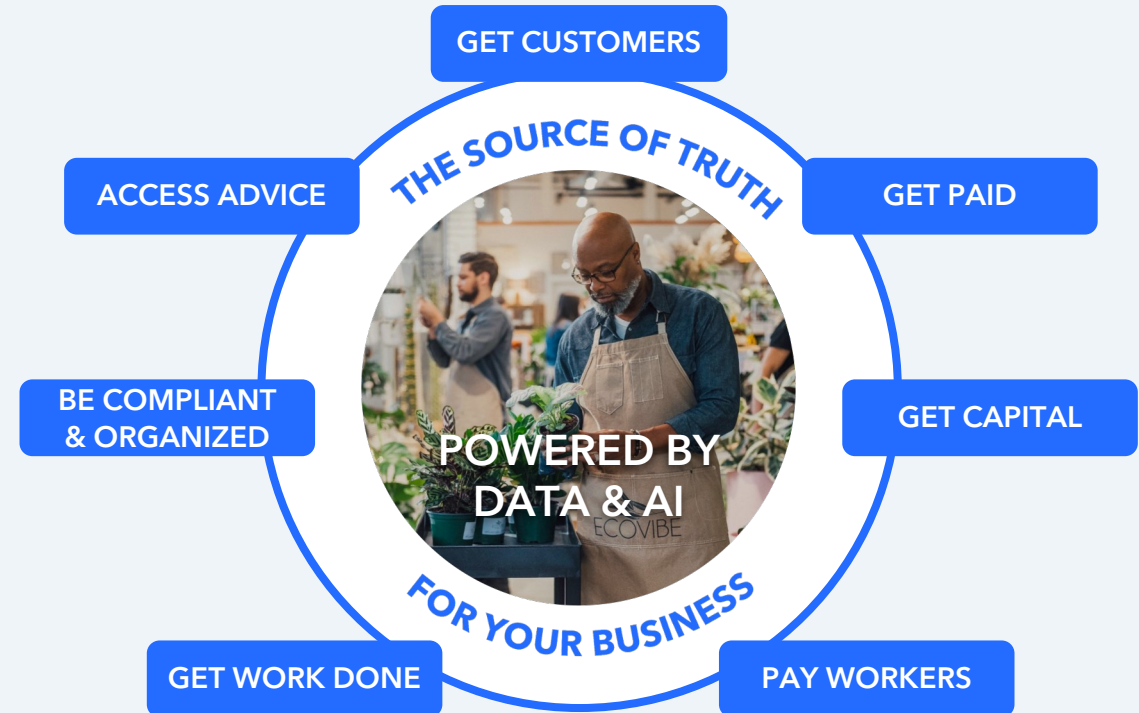 GET CUSTOMERS
THE SOURCE OF TRUTH
ACCESS ADVICE
GET PAID
BE COMPLIANT
& ORGANIZED
GET CAPITAL
POWERED BY
DATA & AI
ECOVIBE
FOR YOUR BUSINESS
GET WORK DONE
PAY WORKERS